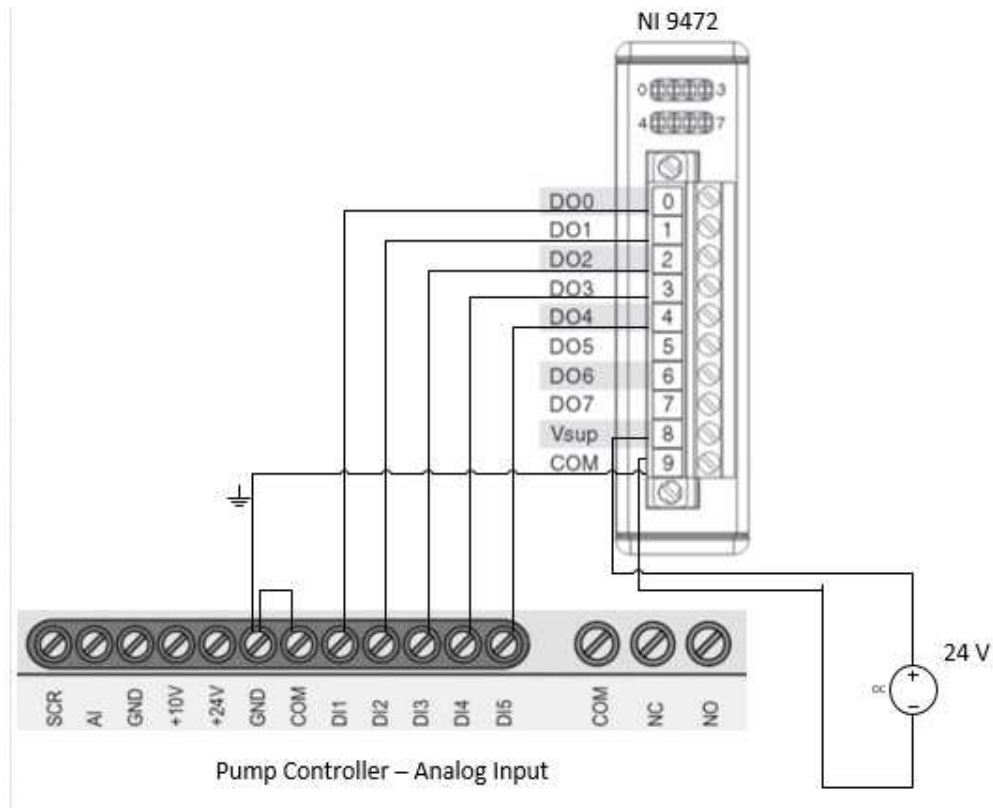 NI 9472
0 3
4 7
DO0 0
DO1 1
DO2 2
DO3 3
DO4 4
DO5 5
DO6 6
DO7 7
Vsup 8
COM 9
24 V
DC
+
−
SCR
AI
GND
+10V
+24V
GND
COM
DI1
DI2
DI3
DI4
DI5
COM
NC
NO
Pump Controller – Analog Input